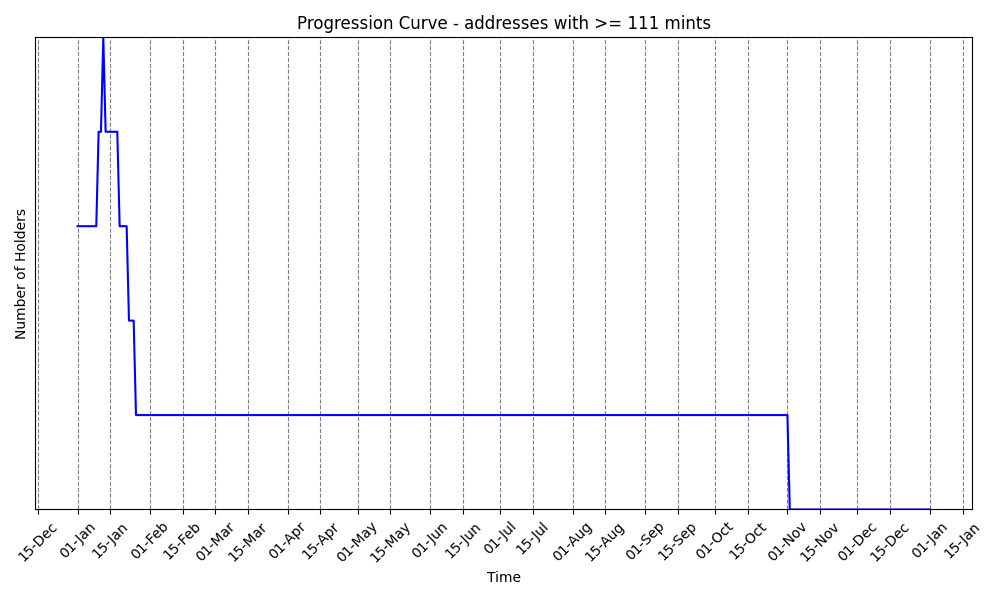 Progression Curve - addresses with >= 111 mints
Number of Holders
15-Dec
01-Jan
15-Jan
01-Feb
15-Feb
01-Mar
15-Mar
01-Apr
15-Apr
01-May
15-May
01-Jun
15-Jun
01-Jul
15-Jul
01-Aug
15-Aug
01-Sep
15-Sep
01-Oct
15-Oct
01-Nov
15-Nov
01-Dec
15-Dec
01-Jan
15-Jan
Time